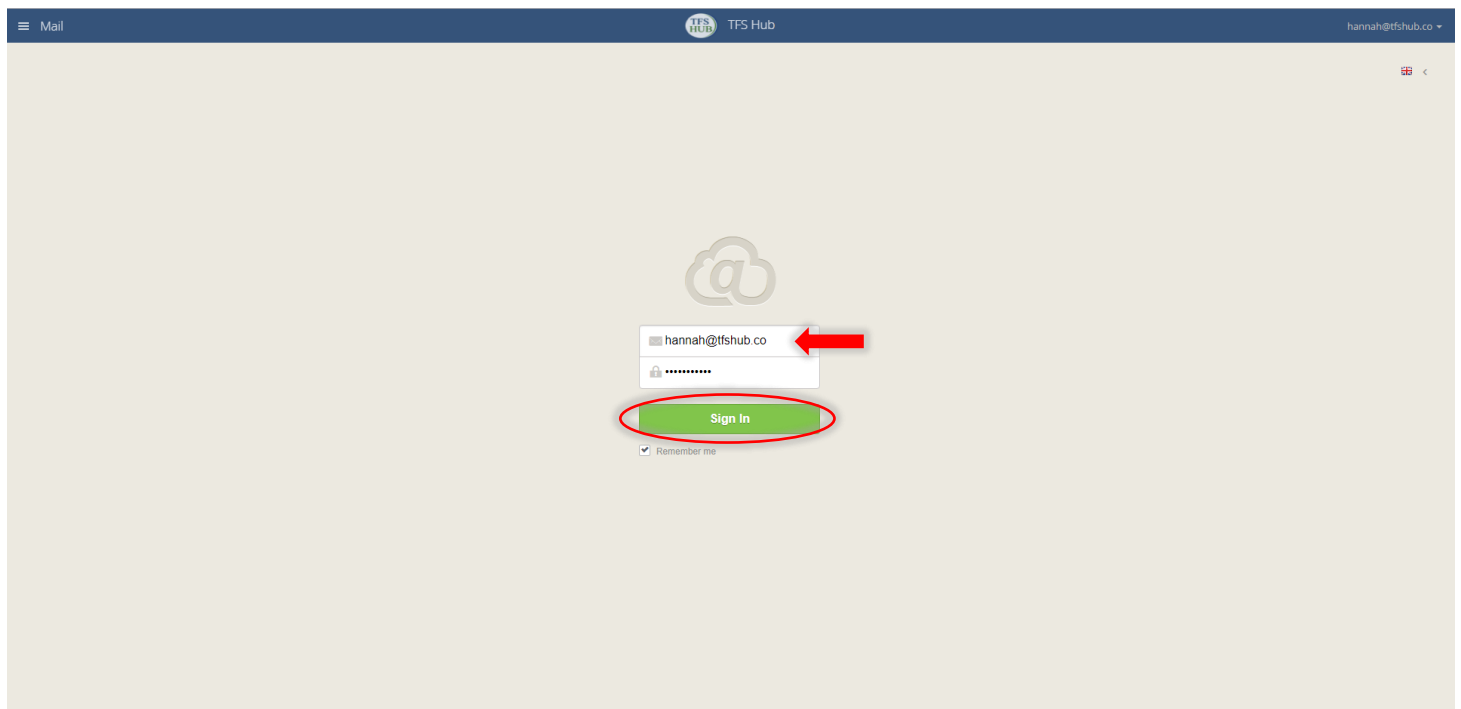 Mail
TFS HUB
TFS Hub
hannah@tfshub.co
@
hannah@tfshub.co
•••••••••••
Sign In
Remember me